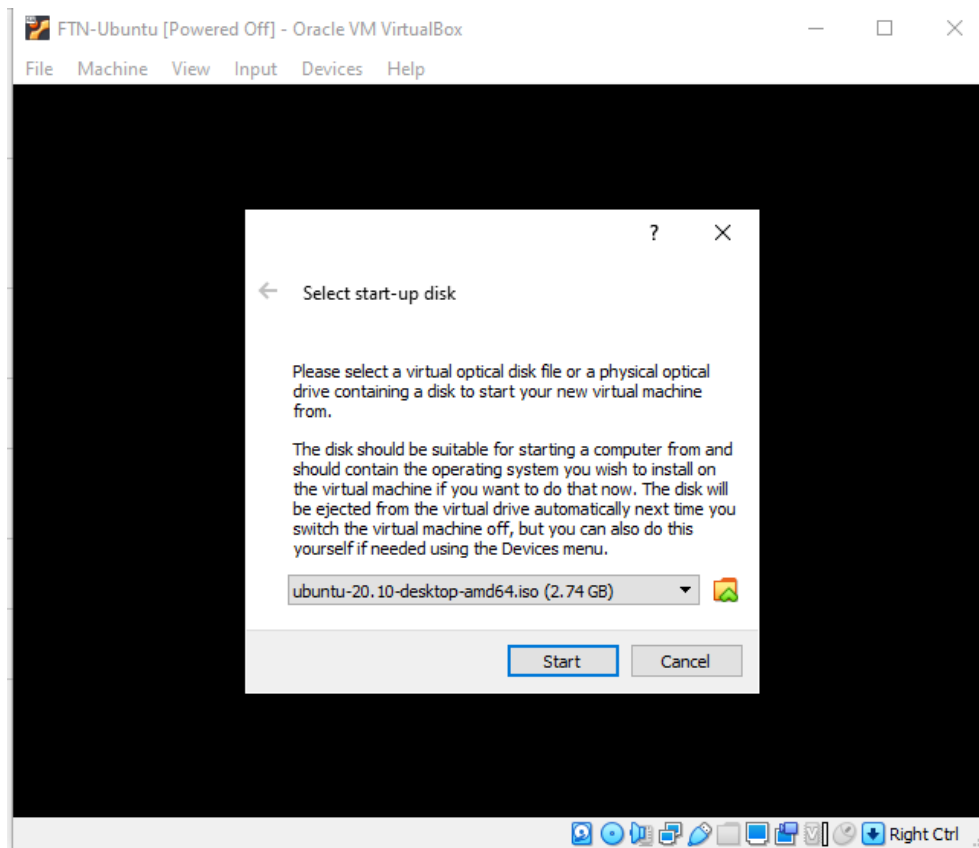 FTN-Ubuntu [Powered Off] - Oracle VM VirtualBox
File Machine View Input Devices Help
?
Select start-up disk
Please select a virtual optical disk file or a physical optical
drive containing a disk to start your new virtual machine
from.
The disk should be suitable for starting a computer from and
should contain the operating system you wish to install on
the virtual machine if you want to do that now. The disk will
be ejected from the virtual drive automatically next time you
switch the virtual machine off, but you can also do this
yourself if needed using the Devices menu.
ubuntu-20.10-desktop-amd64.iso (2.74 GB)
Start Cancel
Right Ctrl